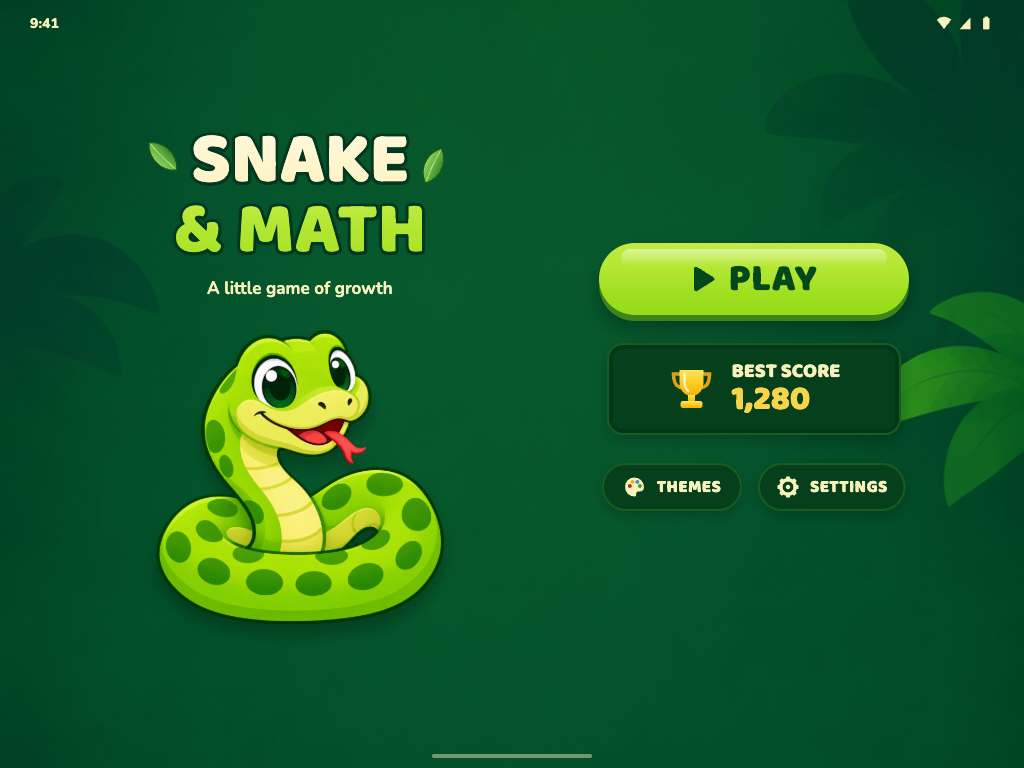 9:41
SNAKE
& MATH
A little game of growth
PLAY
BEST SCORE
1,280
THEMES
SETTINGS